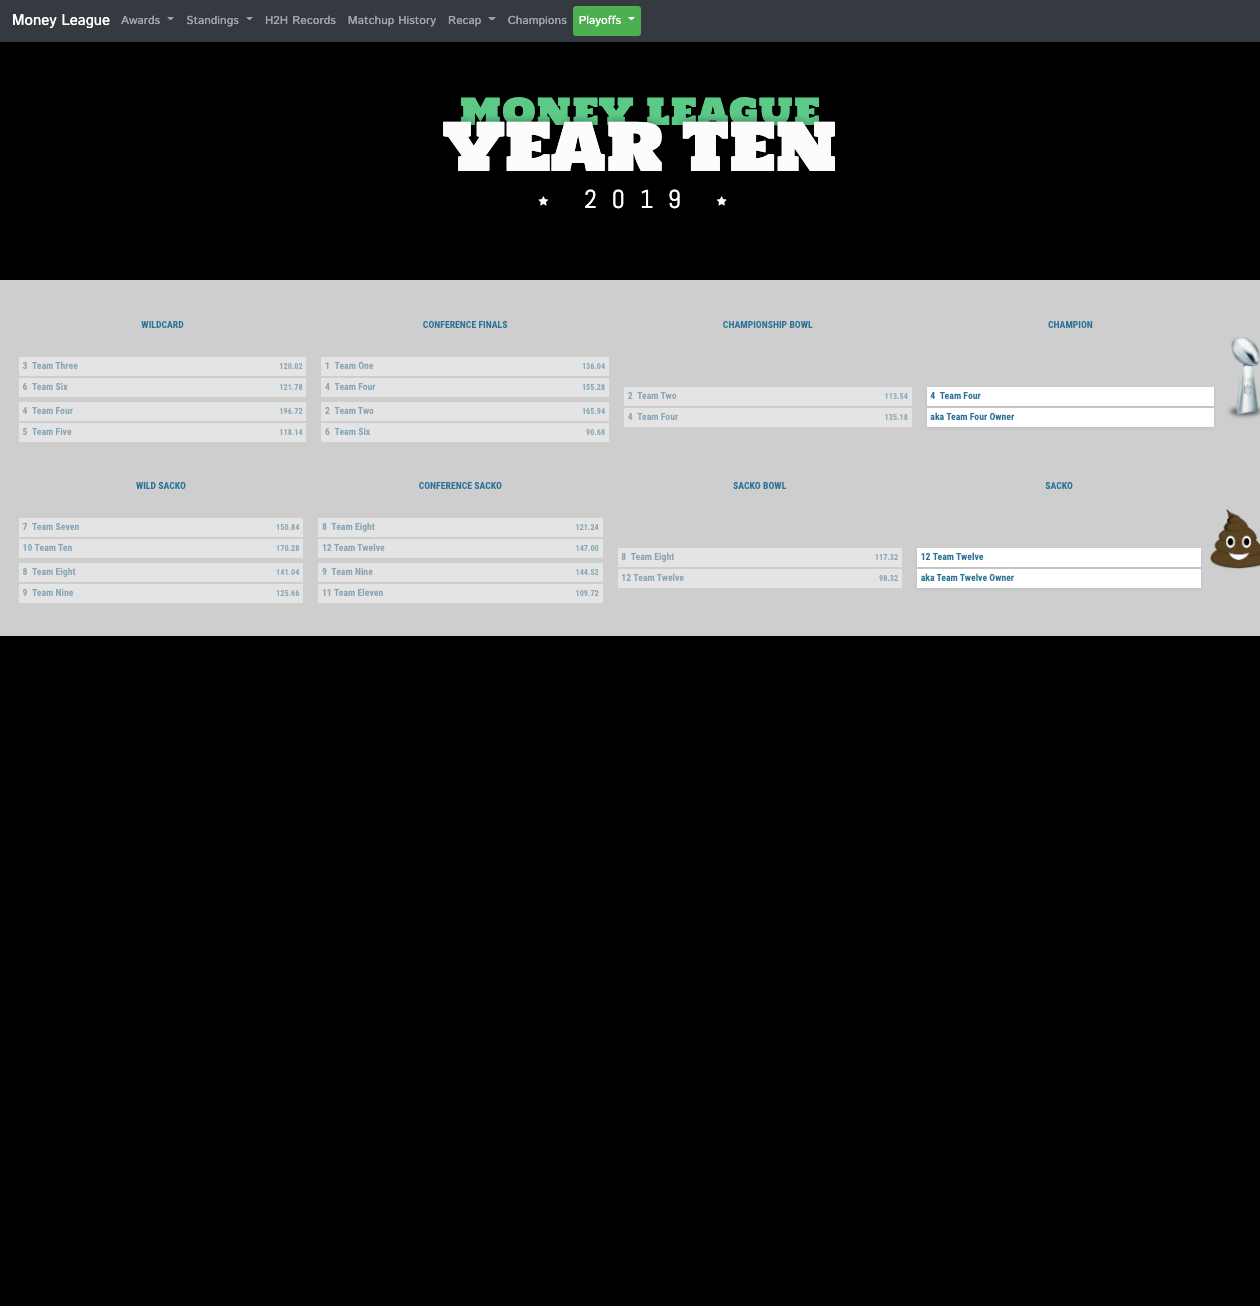 Money League Awards Standings H2H Records Matchup History Recap Champions Playoffs
MONEY LEAGUE
YEAR TEN
2019
WILDCARD
3 Team Three 120.02
6 Team Six 121.78
4 Team Four 196.72
5 Team Five 118.14
CONFERENCE FINALS
1 Team One 136.04
4 Team Four 155.28
2 Team Two 165.94
6 Team Six 90.68
CHAMPIONSHIP BOWL
2 Team Two 113.54
4 Team Four 135.18
CHAMPION
4 Team Four
aka Team Four Owner
WILD SACKO
7 Team Seven 150.84
10 Team Ten 170.28
8 Team Eight 141.04
9 Team Nine 125.66
CONFERENCE SACKO
8 Team Eight 121.24
12 Team Twelve 147.00
9 Team Nine 144.52
11 Team Eleven 109.72
SACKO BOWL
8 Team Eight 117.32
12 Team Twelve 98.32
SACKO
12 Team Twelve
aka Team Twelve Owner